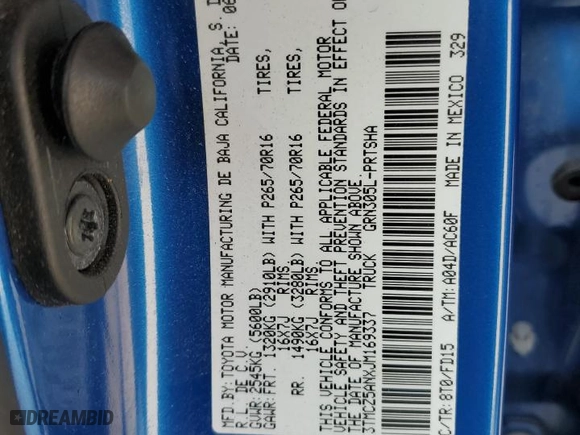 MFD.BY:TOYOTA MOTOR MANUFACTURING DE BAJA CALIFORNIA, S. D
R.L. DE C.V. DATE: 06
GVWR:2545KG(5600LB)
GAWR:FRT. 1320KG (2910LB) WITH P265/70R16 TIRES,
16X7J RIMS
RR. 1490KG (3280LB) WITH P265/70R16 TIRES,
16X7J RIMS
THIS VEHICLE CONFORMS TO ALL APPLICABLE FEDERAL MOTOR
VEHICLE SAFETY AND THEFT PREVENTION STANDARDS IN EFFECT O
THE DATE OF MANUFACTURE SHOWN ABOVE.
3TMCZ5ANXJM169337 TRUCK GRN305L-PRTSHA
C/TR:8T0/FD15 A/TM:A04D/AC60F MADE IN MEXICO 329